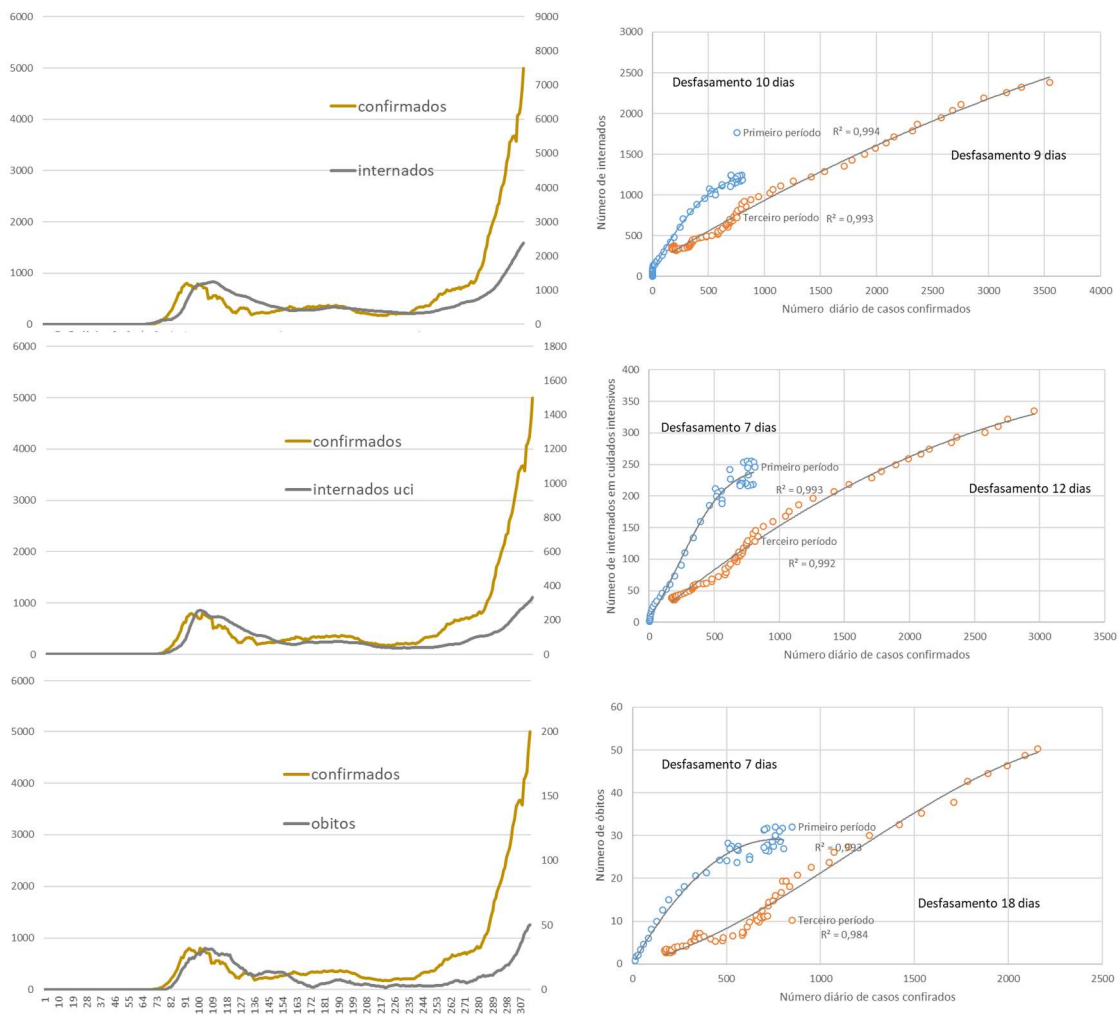 6000
5000
4000
3000
2000
1000
0
9000
8000
7000
6000
5000
4000
3000
2000
1000
0
confirmados
internados
3000
2500
2000
1500
1000
500
0
Número de internados
Desfasamento 10 dias
Primeiro período
R² = 0,994
Desfasamento 9 dias
Terceiro período
R² = 0,993
0 500 1000 1500 2000 2500 3000 3500 4000
Número diário de casos confirmados
6000
5000
4000
3000
2000
1000
0
1800
1600
1400
1200
1000
800
600
400
200
0
confirmados
internados uci
400
350
300
250
200
150
100
50
0
Número de internados em cuidados intensivos
Desfasamento 7 dias
Primeiro período
R² = 0,993
Desfasamento 12 dias
Terceiro período
R² = 0,992
0 500 1000 1500 2000 2500 3000 3500
Número diário de casos confirmados
6000
5000
4000
3000
2000
1000
0
200
150
100
50
0
confirmados
obitos
1 10 19 28 37 46 55 64 73 82 91 100 109 118 127 136 145 154 163 172 181 190 199 208 217 226 235 244 253 262 271 280 289 298 307
60
50
40
30
20
10
0
Número de óbitos
Desfasamento 7 dias
Primeiro período
R² = 0,993
Desfasamento 18 dias
Terceiro período
R² = 0,984
0 500 1000 1500 2000 2500
Número diário de casos confirados